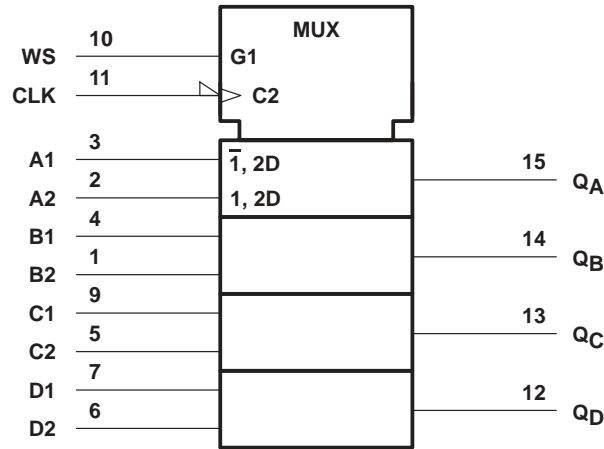 MUX
WS 10 G1
CLK 11 C2
A1 3 1̅, 2D
15 QA
A2 2 1, 2D
B1 4
14 QB
B2 1
C1 9
13 QC
C2 5
D1 7
12 QD
D2 6